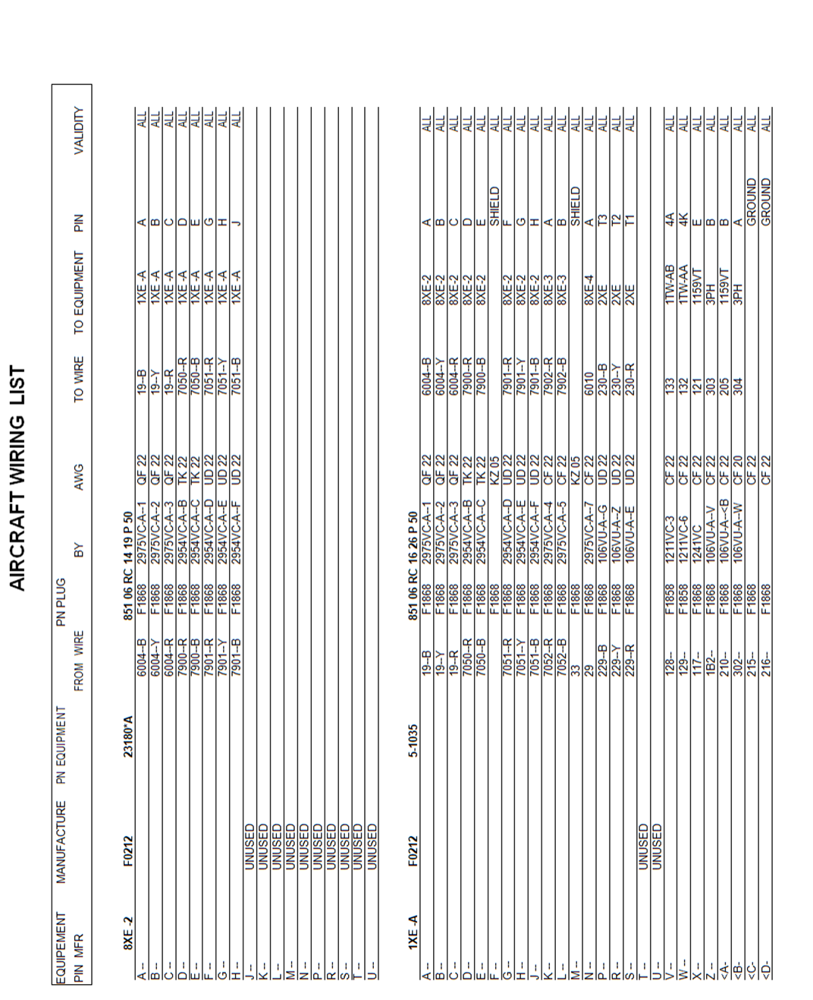 AIRCRAFT WIRING LIST
EQUIPEMENT MANUFACTURE PN EQUIPMENT PN PLUG
PIN MFR FROM WIRE BY AWG TO WIRE TO EQUIPMENT PIN VALIDITY
8XE -2 F0212 23180*A 851 06 RC 14 19 P 50
A -- 6004--B F1868 2975VC-A--1 QF 22 19--B 1XE -A A ALL
B -- 6004--Y F1868 2975VC-A--2 QF 22 19--Y 1XE -A B ALL
C -- 6004--R F1868 2975VC-A--3 QF 22 19--R 1XE -A C ALL
D -- 7900--R F1868 2954VC-A--B TK 22 7050--R 1XE -A D ALL
E -- 7900--B F1868 2954VC-A--C TK 22 7050--B 1XE -A E ALL
F -- 7901--R F1868 2954VC-A--D UD 22 7051--R 1XE -A G ALL
G -- 7901--Y F1868 2954VC-A--E UD 22 7051--Y 1XE -A H ALL
H -- 7901--B F1868 2954VC-A--F UD 22 7051--B 1XE -A J ALL
J -- UNUSED
K -- UNUSED
L -- UNUSED
M -- UNUSED
N -- UNUSED
P -- UNUSED
R -- UNUSED
S -- UNUSED
T -- UNUSED
U -- UNUSED
1XE -A F0212 5-1035 851 06 RC 16 26 P 50
A -- 19--B F1868 2975VC-A--1 QF 22 6004--B 8XE-2 A ALL
B -- 19--Y F1868 2975VC-A--2 QF 22 6004--Y 8XE-2 B ALL
C -- 19--R F1868 2975VC-A--3 QF 22 6004--R 8XE-2 C ALL
D -- 7050--R F1868 2954VC-A--B TK 22 7900--R 8XE-2 D ALL
E -- 7050--B F1868 2954VC-A--C TK 22 7900--B 8XE-2 E ALL
F -- F1868 KZ 05 SHIELD ALL
G -- 7051--R F1868 2954VC-A--D UD 22 7901--R 8XE-2 F ALL
H -- 7051--Y F1868 2954VC-A--E UD 22 7901--Y 8XE-2 G ALL
J -- 7051--B F1868 2954VC-A--F UD 22 7901--B 8XE-2 H ALL
K -- 7052--R F1868 2975VC-A--4 CF 22 7902--R 8XE-3 A ALL
L -- 7052--B F1868 2975VC-A--5 CF 22 7902--B 8XE-3 B ALL
M -- 33 F1868 KZ 05 SHIELD ALL
N -- 29 F1868 2975VC-A--7 CF 22 6010 8XE-4 A ALL
P -- 229--B F1868 106VU-A--G UD 22 230--B 2XE T3 ALL
R -- 229--Y F1868 106VU-A--Z UD 22 230--Y 2XE T2 ALL
S -- 229--R F1868 106VU-A--E UD 22 230--R 2XE T1 ALL
T -- UNUSED
U -- UNUSED
V -- 128-- F1858 1211VC-3 CF 22 133 1TW-AB 4A ALL
W -- 129-- F1858 1211VC-6 CF 22 132 1TW-AA 4K ALL
X -- 117-- F1868 1241VC CF 22 121 1159VT E ALL
Z -- 1B2-- F1868 106VU-A--V CF 22 303 3PH B ALL
<A- 210-- F1868 106VU-A--<B CF 22 205 1159VT B ALL
<B- 302-- F1868 106VU-A--W CF 20 304 3PH A ALL
<C- 215-- F1868 CF 22 GROUND ALL
<D- 216-- F1868 CF 22 GROUND ALL